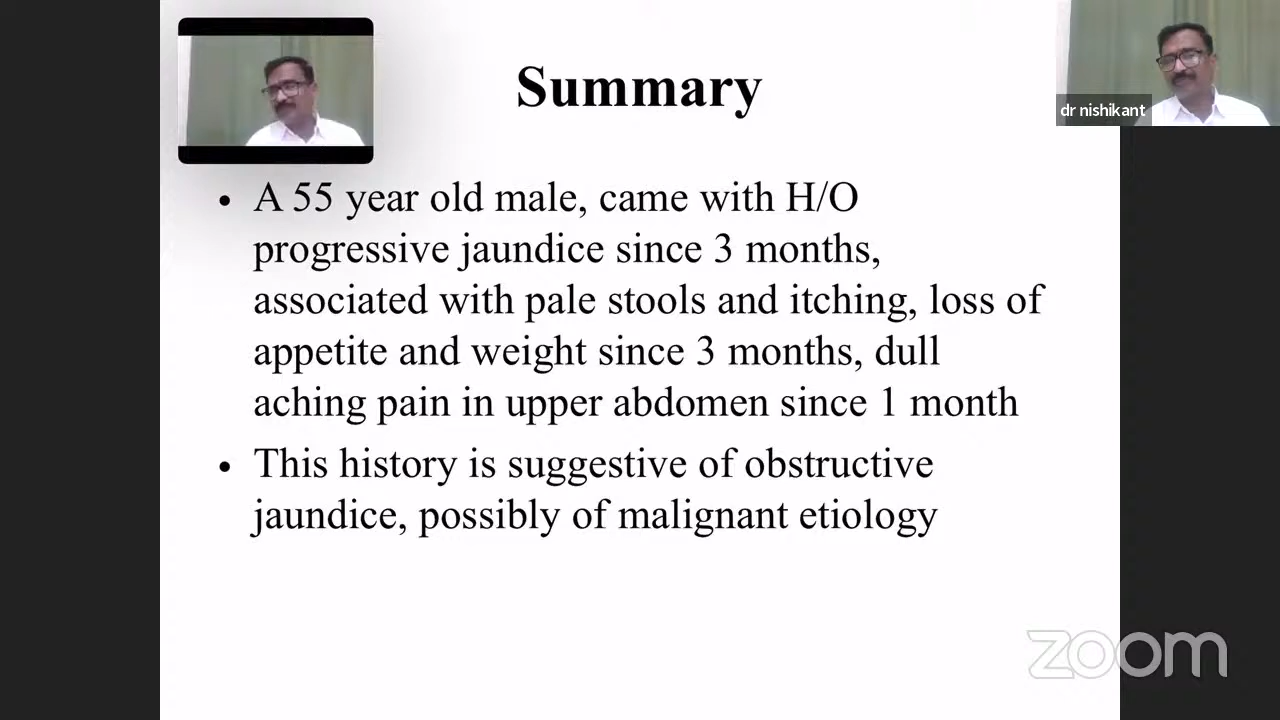 Summary
dr nishikant
• A 55 year old male, came with H/O
progressive jaundice since 3 months,
associated with pale stools and itching, loss of
appetite and weight since 3 months, dull
aching pain in upper abdomen since 1 month
• This history is suggestive of obstructive
jaundice, possibly of malignant etiology
zoom